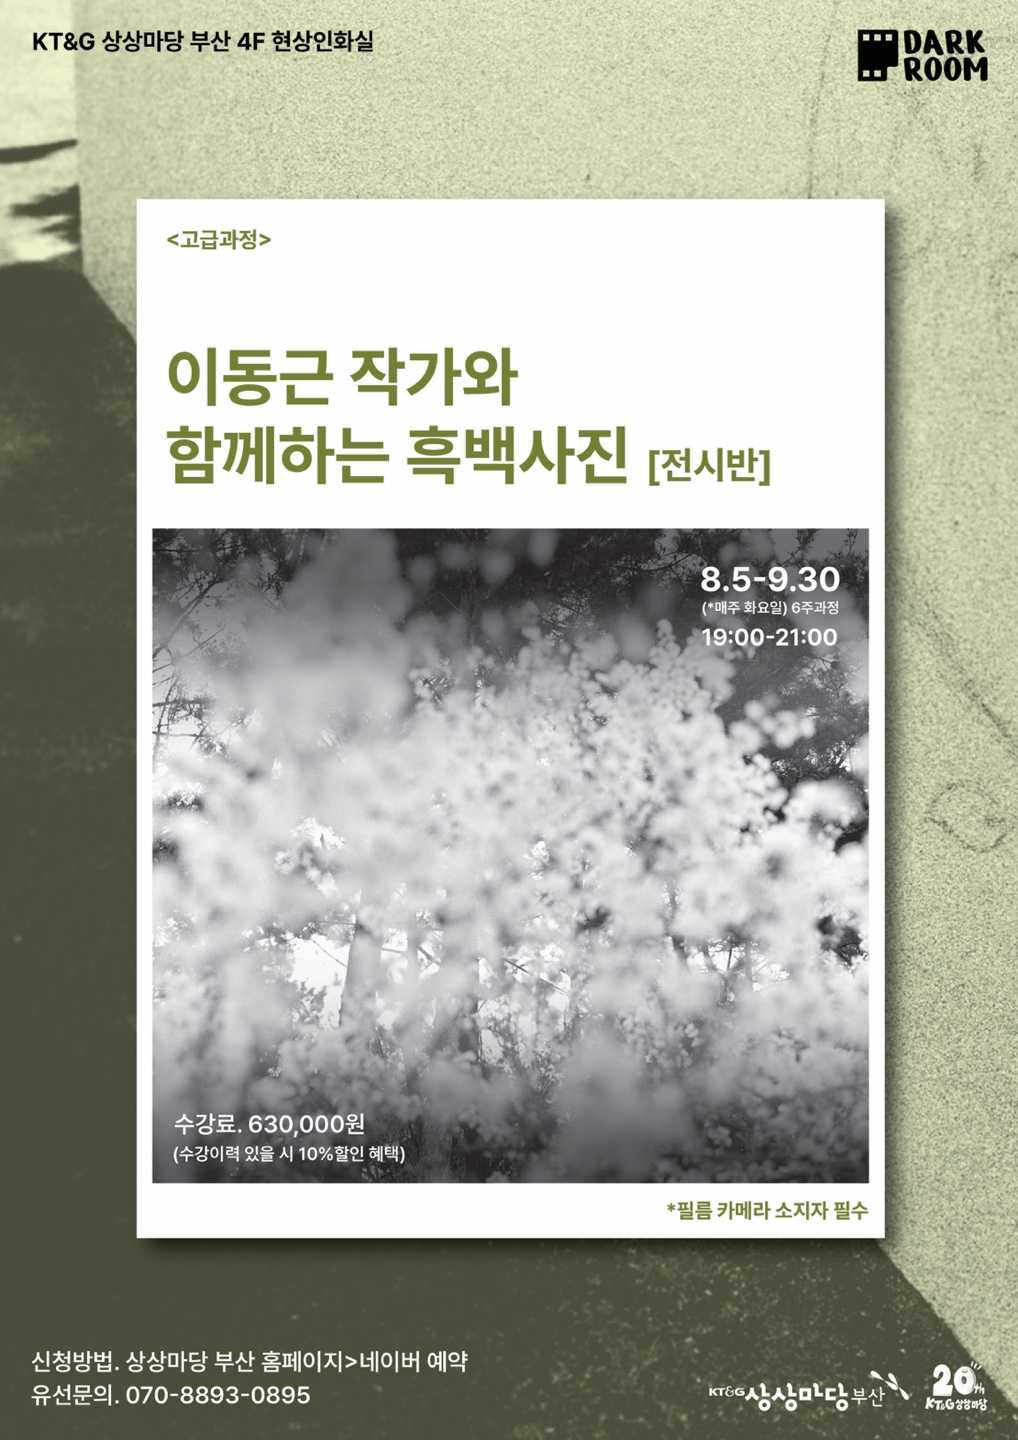 KT&G 상상마당 부산 4F 현상인화실
DARK
ROOM
<고급과정>
이동근 작가와
함께하는 흑백사진 [전시반]
8.5-9.30
(*매주 화요일) 6주과정
19:00-21:00
수강료. 630,000원
(수강이력 있을 시 10%할인 혜택)
*필름 카메라 소지자 필수
신청방법. 상상마당 부산 홈페이지>네이버 예약
유선문의. 070-8893-0895
KT&G 상상마당 부산
20th
KT&G 상상마당